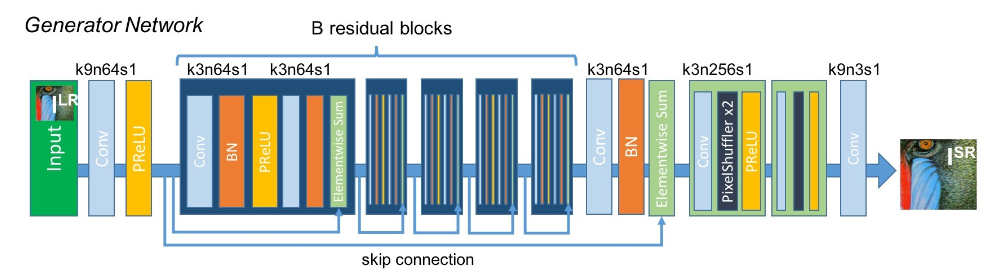 Generator Network
B residual blocks
k9n64s1
k3n64s1
k3n64s1
k3n64s1
k3n256s1
k9n3s1
I LR
Input
Conv
PReLU
Conv
BN
PReLU
Elementwise Sum
Conv
BN
Elementwise Sum
Conv
PixelShuffler x2
PReLU
Conv
I SR
skip connection